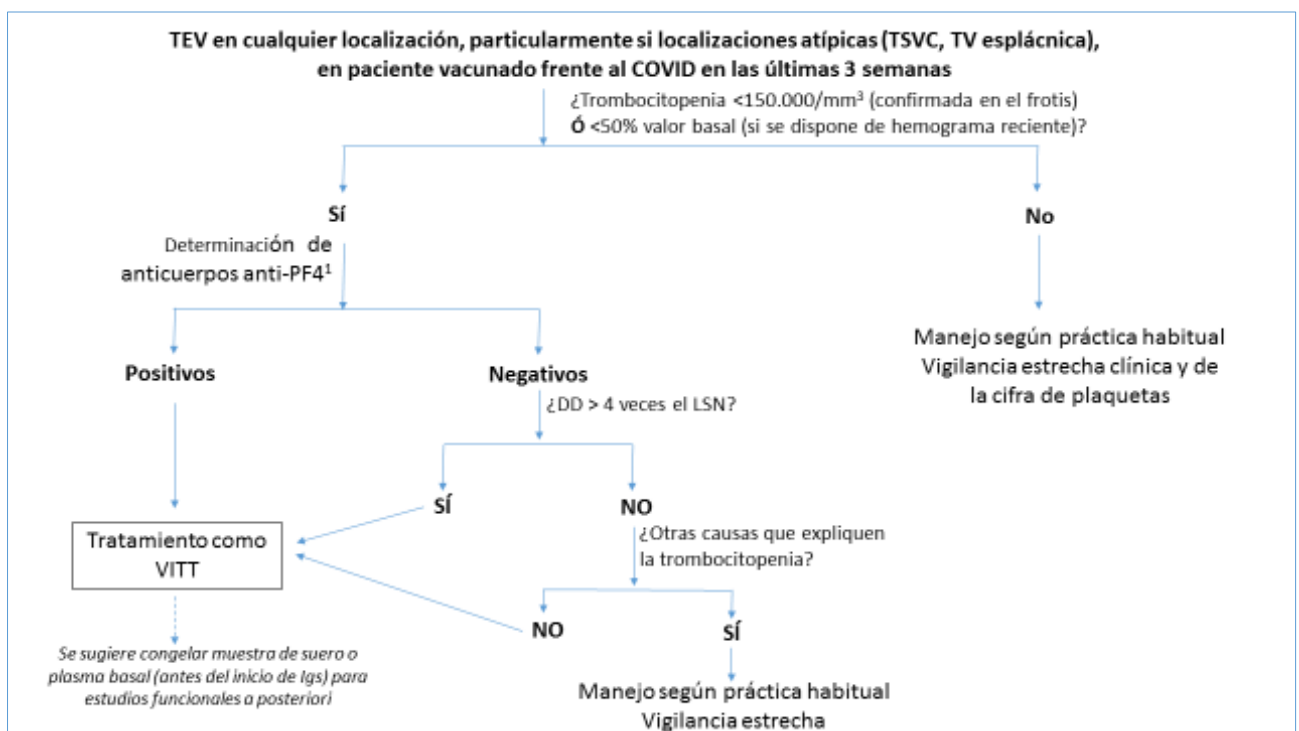 TEV en cualquier localización, particularmente si localizaciones atípicas (TSVC, TV esplácnica),
en paciente vacunado frente al COVID en las últimas 3 semanas
¿Trombocitopenia <150.000/mm³ (confirmada en el frotis)
Ó <50% valor basal (si se dispone de hemograma reciente)?
Sí
No
Determinación de
anticuerpos anti-PF4¹
Manejo según práctica habitual
Vigilancia estrecha clínica y de
la cifra de plaquetas
Positivos
Negativos
¿DD > 4 veces el LSN?
SÍ
NO
¿Otras causas que expliquen
la trombocitopenia?
Tratamiento como
VITT
NO
SÍ
Se sugiere congelar muestra de suero o
plasma basal (antes del inicio de Igs) para
estudios funcionales a posteriori
Manejo según práctica habitual
Vigilancia estrecha